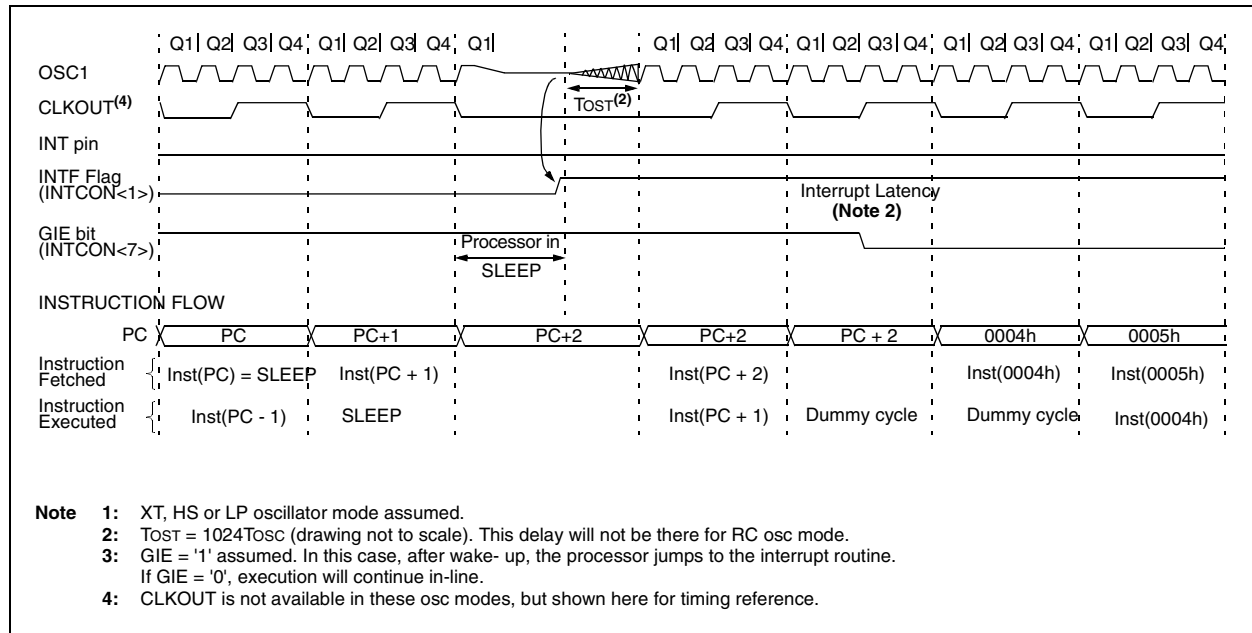 Q1 Q2 Q3 Q4 Q1 Q2 Q3 Q4 Q1 Q1 Q2 Q3 Q4 Q1 Q2 Q3 Q4 Q1 Q2 Q3 Q4 Q1 Q2 Q3 Q4
OSC1
CLKOUT(4)
TOST(2)
INT pin
INTF Flag
(INTCON<1>)
Interrupt Latency
(Note 2)
GIE bit
(INTCON<7>)
Processor in
SLEEP
INSTRUCTION FLOW
PC PC PC+1 PC+2 PC+2 PC + 2 0004h 0005h
Instruction
Fetched
Inst(PC) = SLEEP Inst(PC + 1) Inst(PC + 2) Inst(0004h) Inst(0005h)
Instruction
Executed
Inst(PC - 1) SLEEP Inst(PC + 1) Dummy cycle Dummy cycle Inst(0004h)
Note 1: XT, HS or LP oscillator mode assumed.
2: TOST = 1024TOSC (drawing not to scale). This delay will not be there for RC osc mode.
3: GIE = '1' assumed. In this case, after wake- up, the processor jumps to the interrupt routine.
If GIE = '0', execution will continue in-line.
4: CLKOUT is not available in these osc modes, but shown here for timing reference.